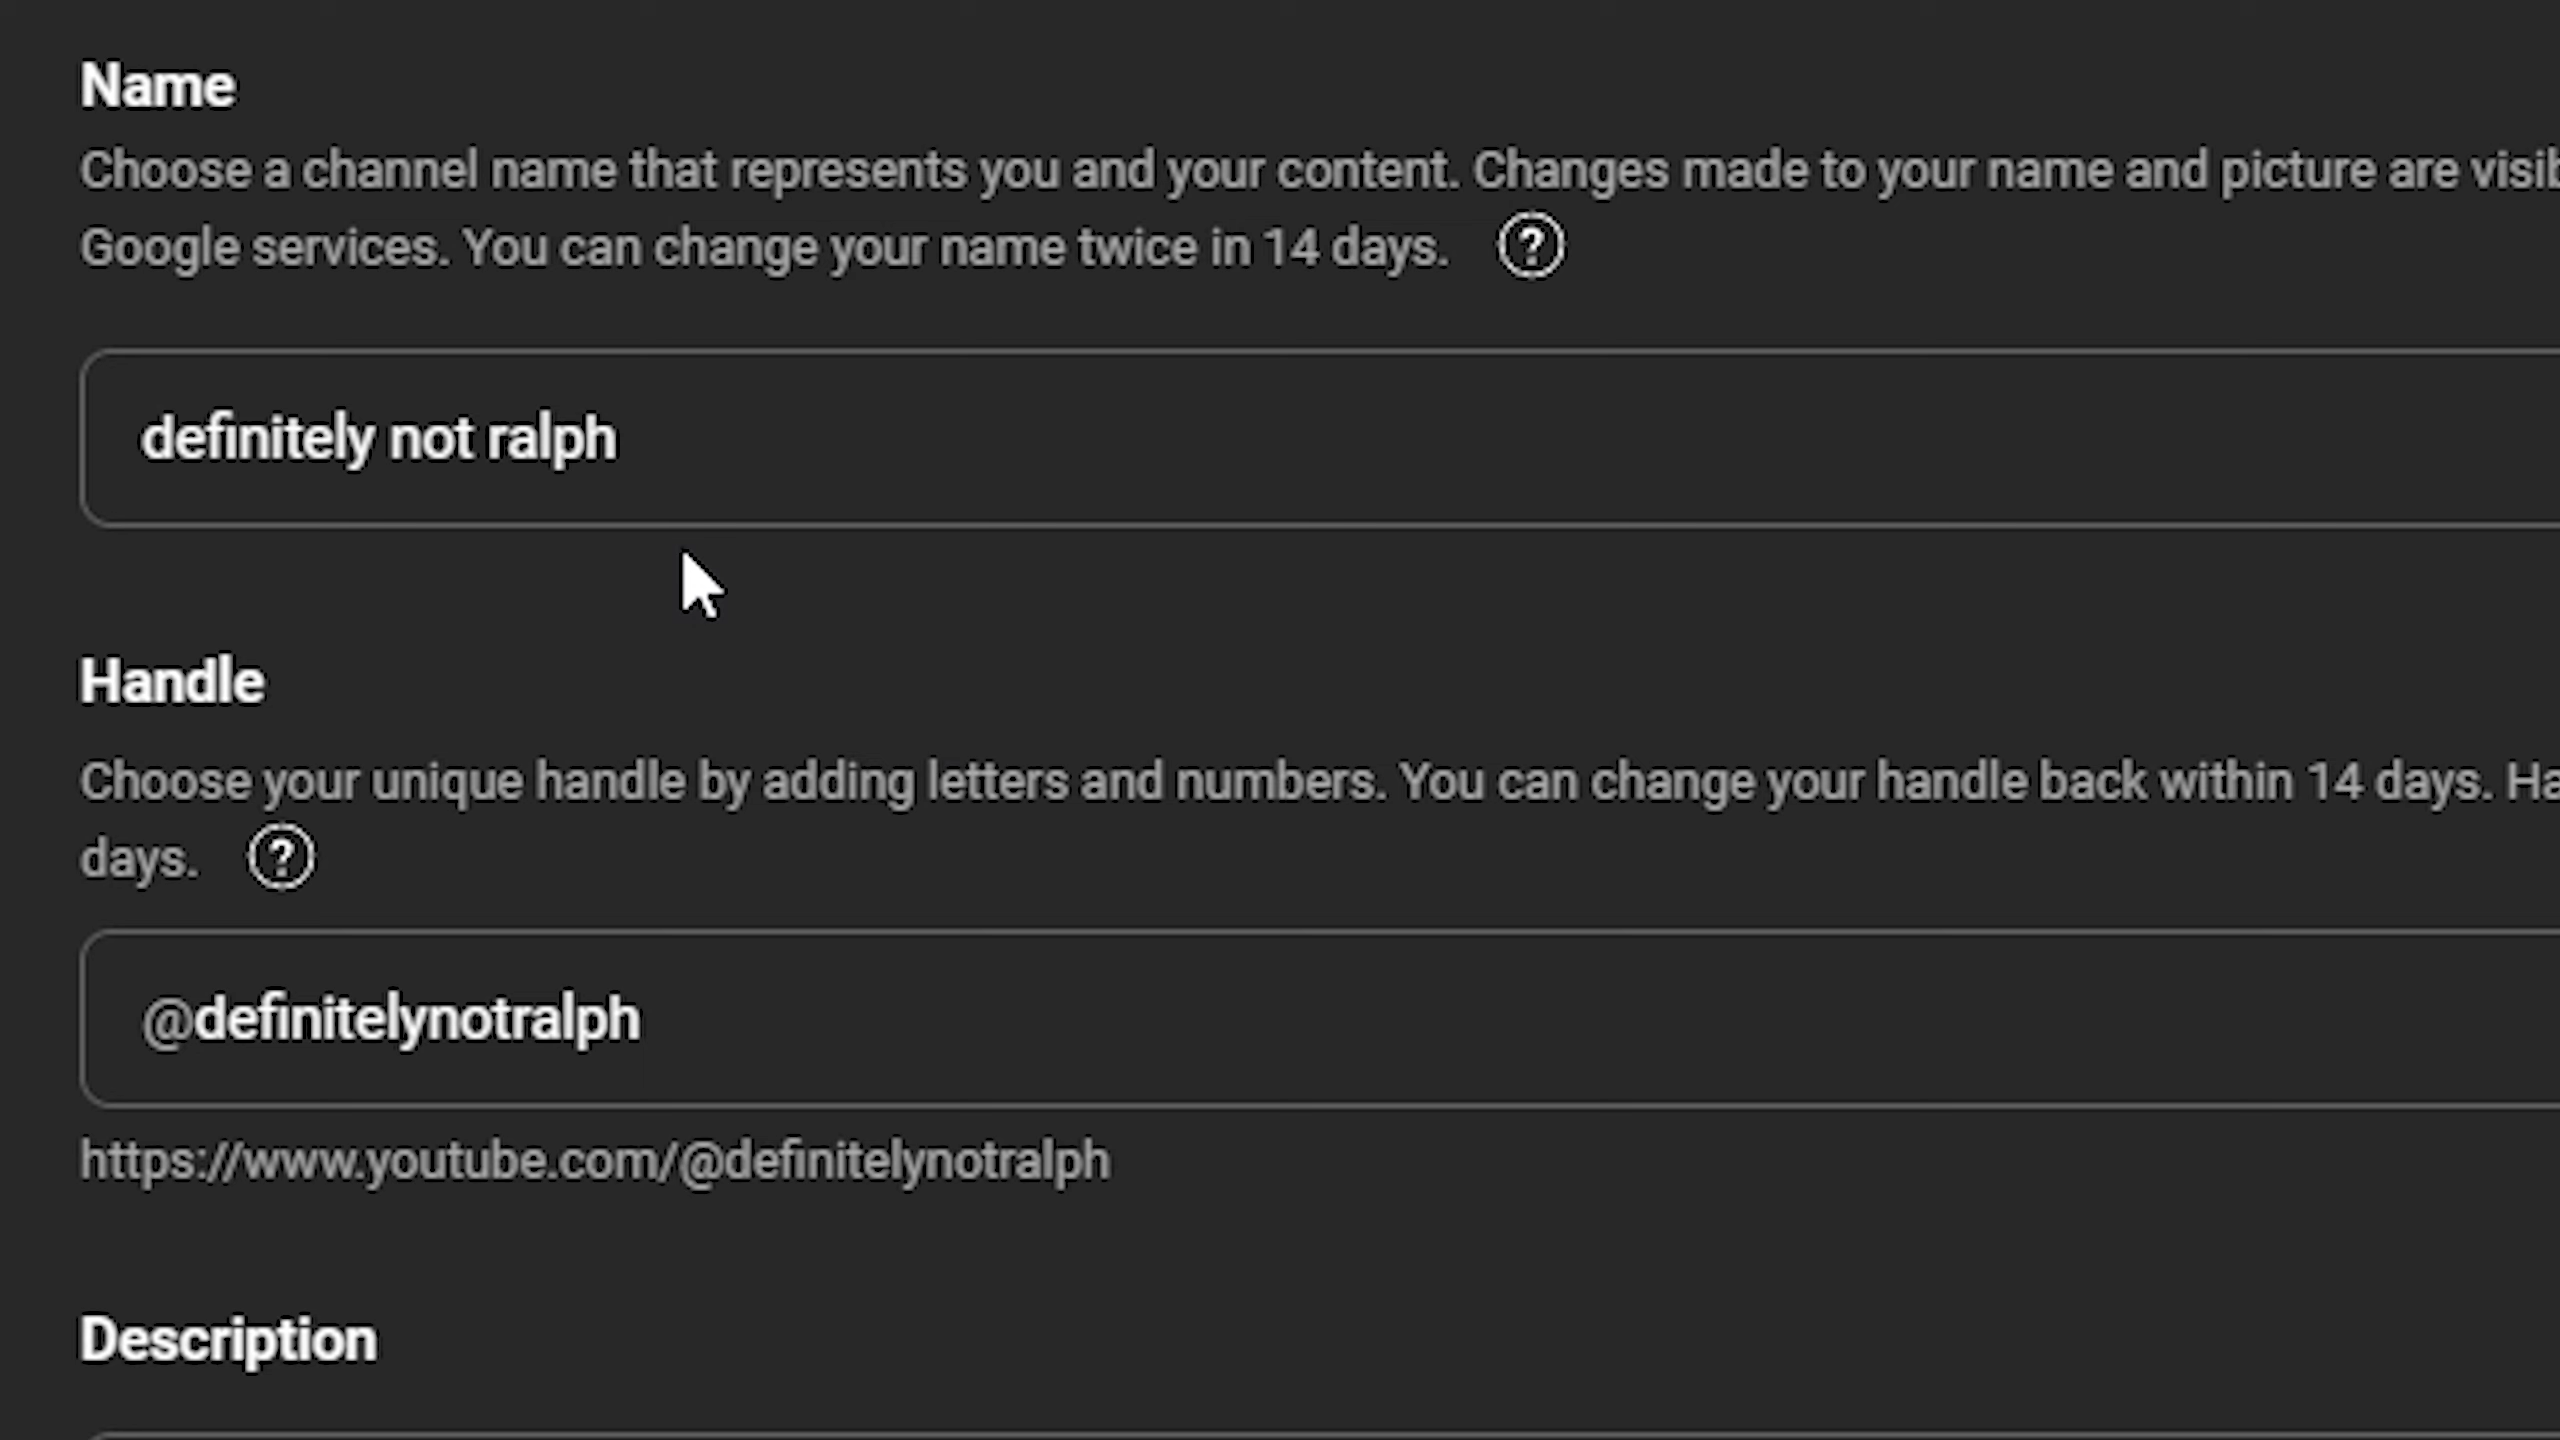 Name
Choose a channel name that represents you and your content. Changes made to your name and picture are
Google services. You can change your name twice in 14 days.
definitely not ralph
Handle
Choose your unique handle by adding letters and numbers. You can change your handle back within 14 days.
days.
@definitelynotralph
https://www.youtube.com/@definitelynotralph
Description